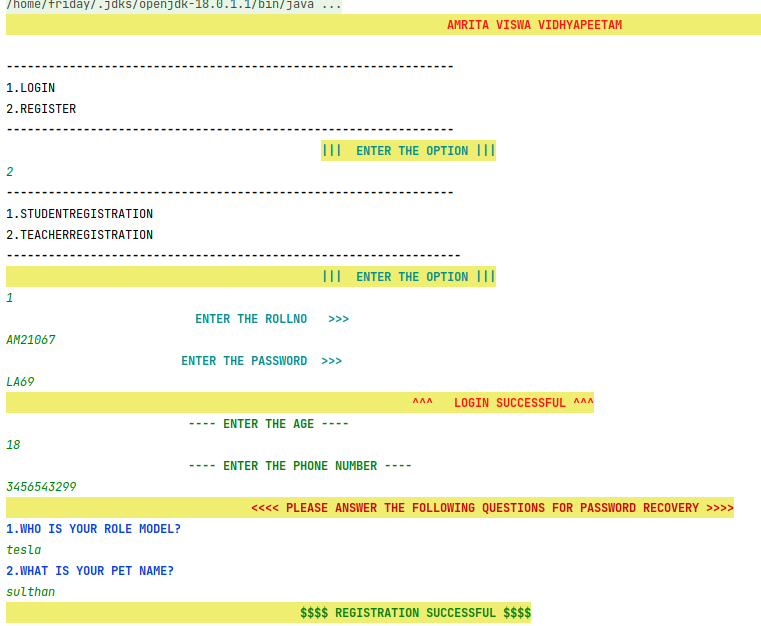 /home/friday/.jdks/openjdk-18.0.1.1/bin/java ...
AMRITA VISWA VIDHYAPEETAM
----------------------------------------------------------------
1.LOGIN
2.REGISTER
----------------------------------------------------------------
|||  ENTER THE OPTION |||
2
----------------------------------------------------------------
1.STUDENTREGISTRATION
2.TEACHERREGISTRATION
-----------------------------------------------------------------
|||  ENTER THE OPTION |||
1
ENTER THE ROLLNO   >>>
AM21067
ENTER THE PASSWORD  >>>
LA69
^^^   LOGIN SUCCESSFUL ^^^
---- ENTER THE AGE ----
18
---- ENTER THE PHONE NUMBER ----
3456543299
<<<< PLEASE ANSWER THE FOLLOWING QUESTIONS FOR PASSWORD RECOVERY >>>>
1.WHO IS YOUR ROLE MODEL?
tesla
2.WHAT IS YOUR PET NAME?
sulthan
$$$$ REGISTRATION SUCCESSFUL $$$$